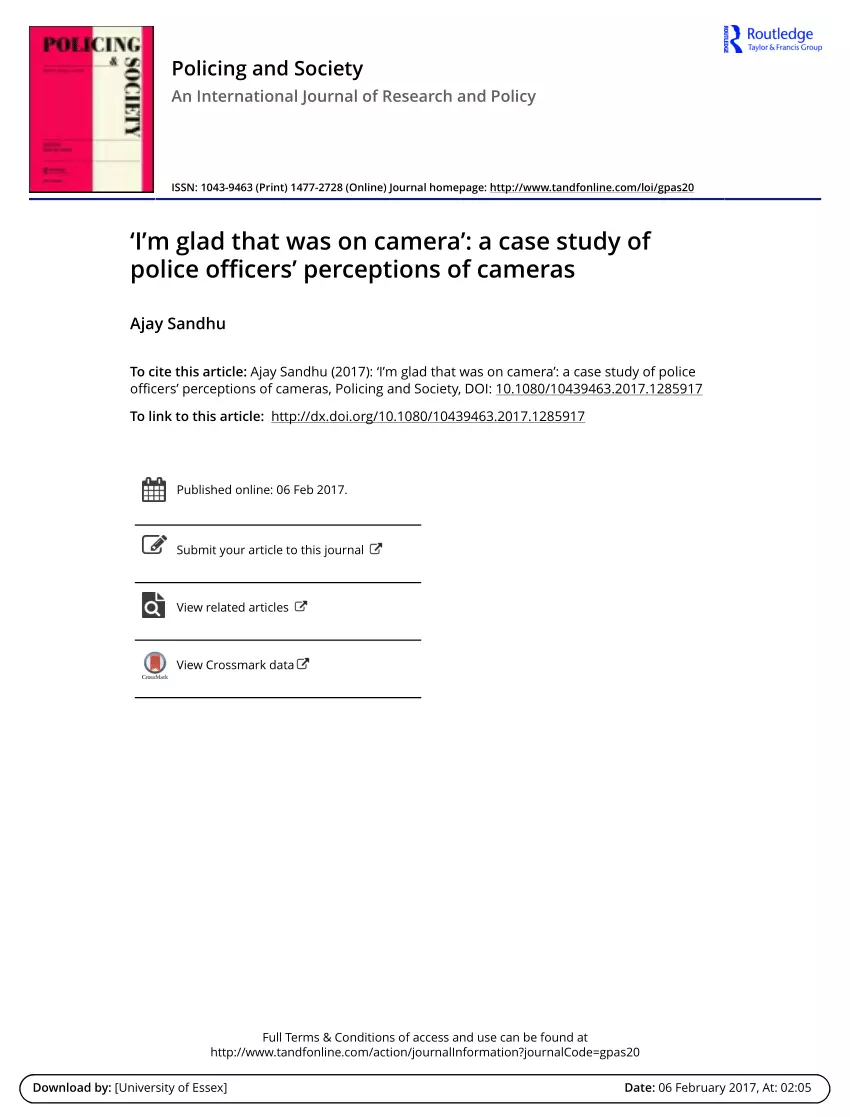 POLICING
&
SOCIETY
Routledge
Taylor & Francis Group
Policing and Society
An International Journal of Research and Policy
ISSN: 1043-9463 (Print) 1477-2728 (Online) Journal homepage: http://www.tandfonline.com/loi/gpas20
‘I’m glad that was on camera’: a case study of
police officers’ perceptions of cameras
Ajay Sandhu
To cite this article: Ajay Sandhu (2017): ‘I’m glad that was on camera’: a case study of police
officers’ perceptions of cameras, Policing and Society, DOI: 10.1080/10439463.2017.1285917
To link to this article: http://dx.doi.org/10.1080/10439463.2017.1285917
Published online: 06 Feb 2017.
Submit your article to this journal
View related articles
View Crossmark data
CrossMark
Full Terms & Conditions of access and use can be found at
http://www.tandfonline.com/action/journalInformation?journalCode=gpas20
Download by: [University of Essex]
Date: 06 February 2017, At: 02:05